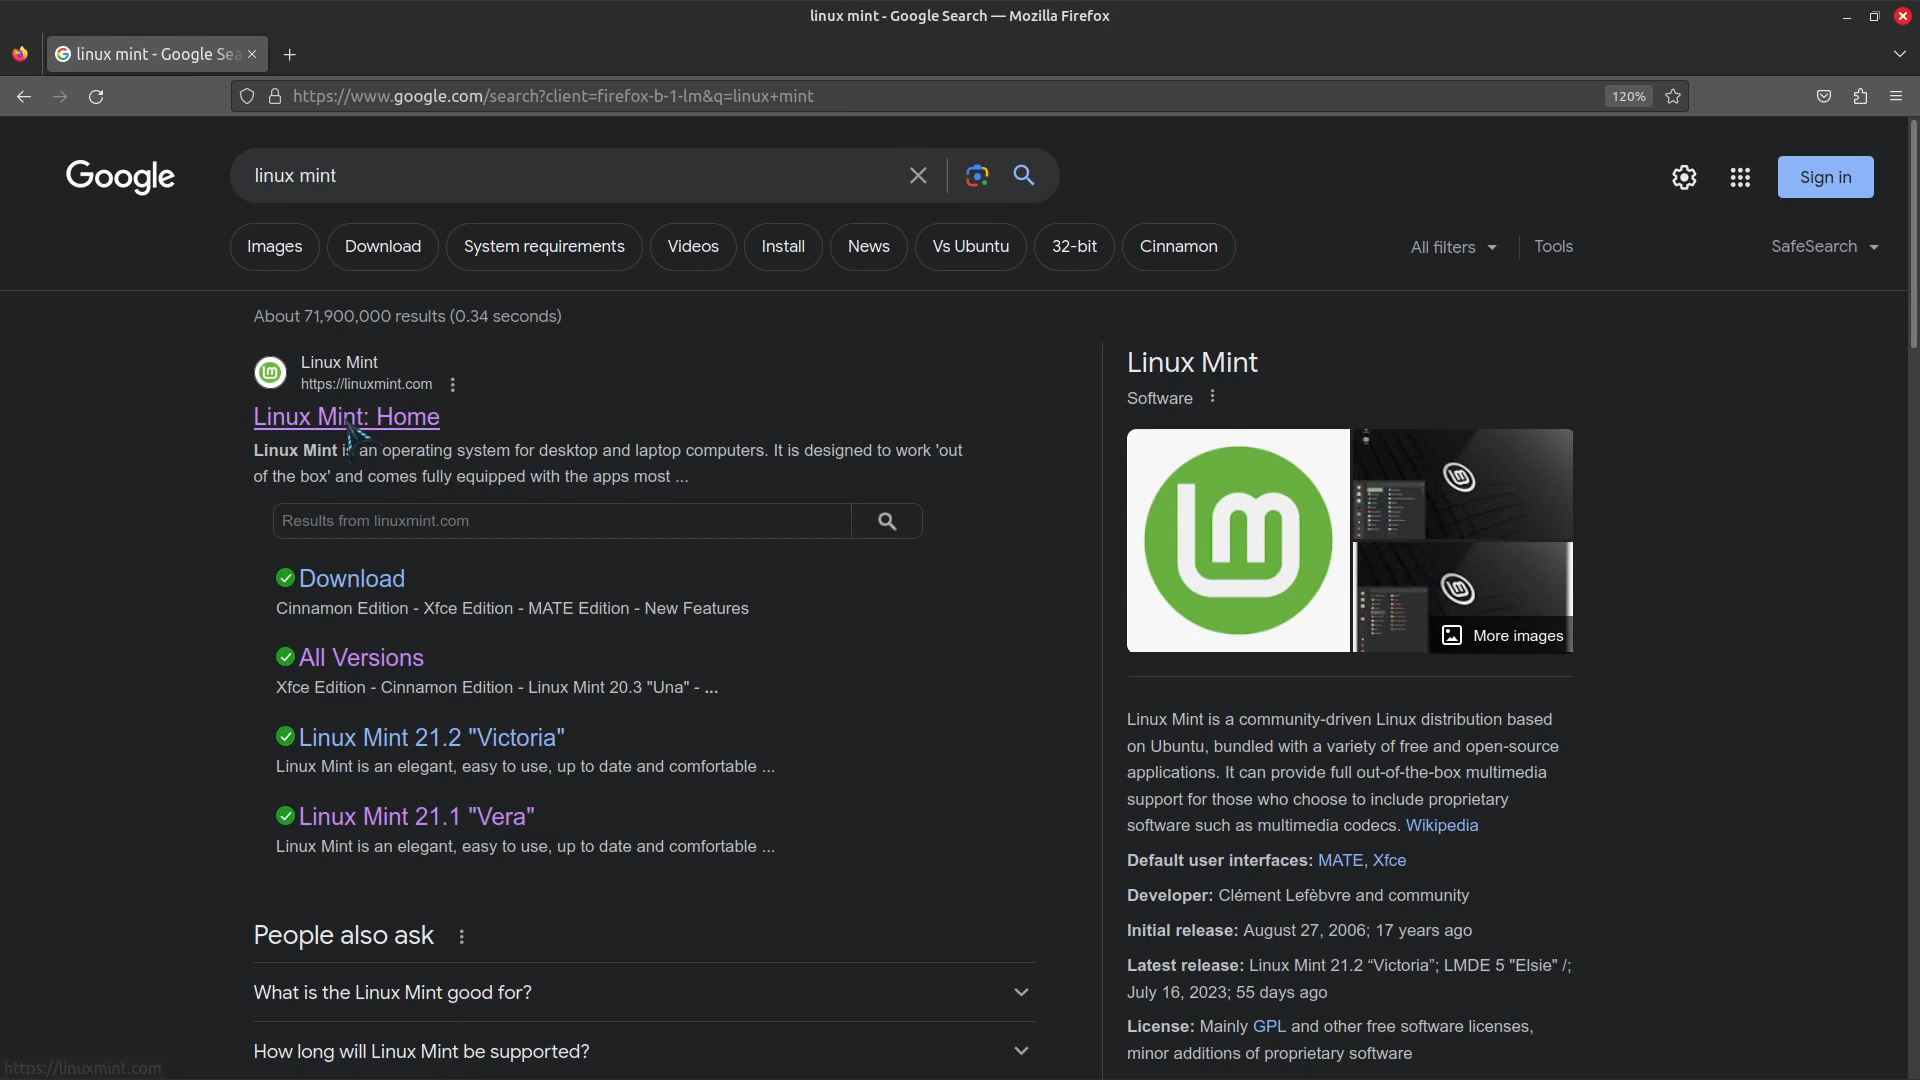 linux mint - Google Search — Mozilla Firefox
linux mint - Google Sea
https://www.google.com/search?client=firefox-b-1-lm&q=linux+mint
120%
Google
linux mint
Sign in
Images
Download
System requirements
Videos
Install
News
Vs Ubuntu
32-bit
Cinnamon
All filters
Tools
SafeSearch
About 71,900,000 results (0.34 seconds)
Linux Mint
https://linuxmint.com
Linux Mint: Home
Linux Mint is an operating system for desktop and laptop computers. It is designed to work 'out
of the box' and comes fully equipped with the apps most ...
Results from linuxmint.com
Download
Cinnamon Edition - Xfce Edition - MATE Edition - New Features
All Versions
Xfce Edition - Cinnamon Edition - Linux Mint 20.3 "Una" - ...
Linux Mint 21.2 "Victoria"
Linux Mint is an elegant, easy to use, up to date and comfortable ...
Linux Mint 21.1 "Vera"
Linux Mint is an elegant, easy to use, up to date and comfortable ...
People also ask
What is the Linux Mint good for?
How long will Linux Mint be supported?
https://linuxmint.com
Linux Mint
Software
lm
More images
Linux Mint is a community-driven Linux distribution based
on Ubuntu, bundled with a variety of free and open-source
applications. It can provide full out-of-the-box multimedia
support for those who choose to include proprietary
software such as multimedia codecs. Wikipedia
Default user interfaces: MATE, Xfce
Developer: Clément Lefèbvre and community
Initial release: August 27, 2006; 17 years ago
Latest release: Linux Mint 21.2 “Victoria”; LMDE 5 "Elsie" /;
July 16, 2023; 55 days ago
License: Mainly GPL and other free software licenses,
minor additions of proprietary software